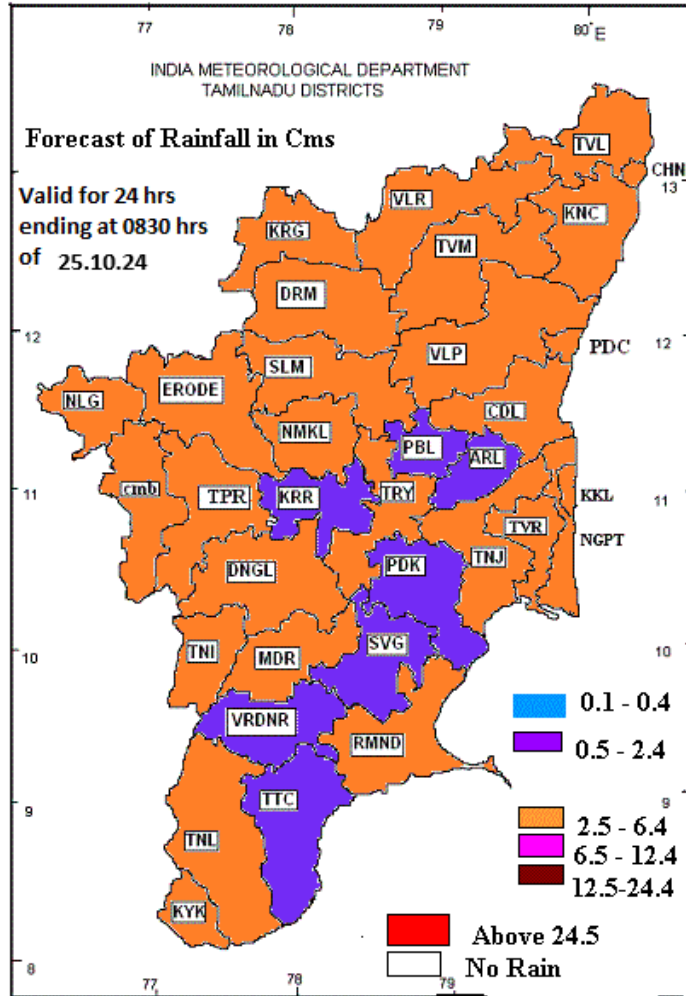 77 78 79 80°E
INDIA METEOROLOGICAL DEPARTMENT
TAMILNADU DISTRICTS
Forecast of Rainfall in Cms
Valid for 24 hrs
ending at 0830 hrs
of 25.10.24
TVL
CHN
13
VLR
KNC
KRG
TVM
DRM
12
12
PDC
VLP
SLM
ERODE
NLG
CDL
NMKL
PBL
ARL
11
cmb
TPR
KRR
TRY
KKL
11
TVR
NGPT
PDK
TNJ
DNGL
10
TNI
MDR
SVG
10
0.1 - 0.4
VRDNR
RMND
0.5 - 2.4
9
TTC
9
2.5 - 6.4
TNL
6.5 - 12.4
12.5-24.4
KYK
Above 24.5
8
No Rain
77 78 79